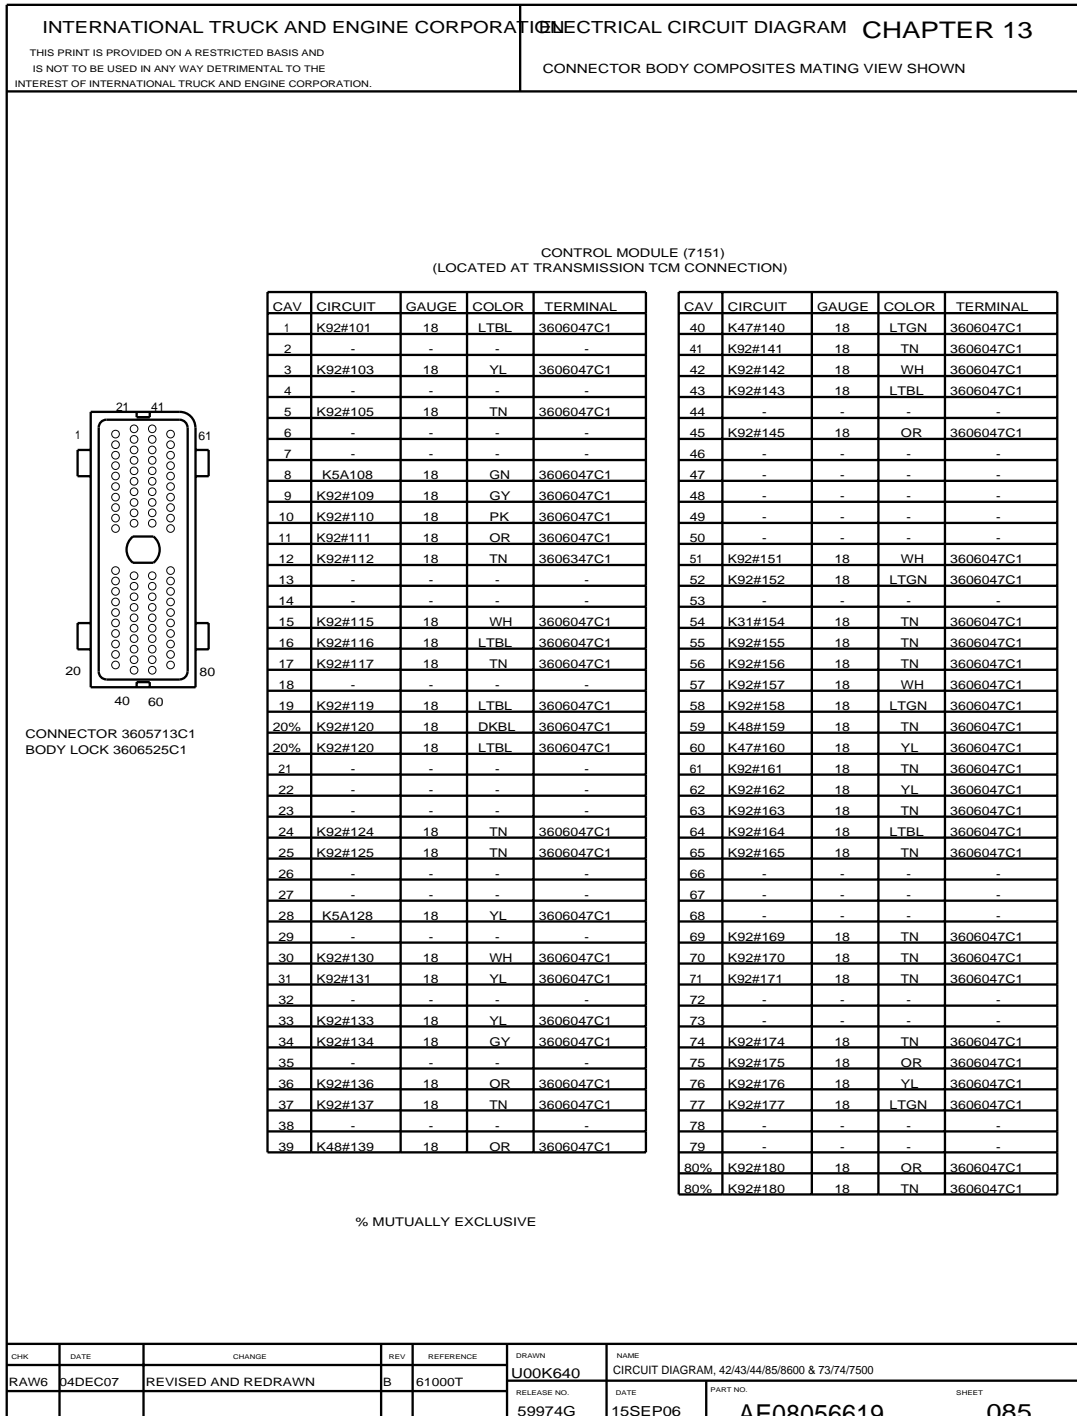 INTERNATIONAL TRUCK AND ENGINE CORPORATION
THIS PRINT IS PROVIDED ON A RESTRICTED BASIS AND
IS NOT TO BE USED IN ANY WAY DETRIMENTAL TO THE
INTEREST OF INTERNATIONAL TRUCK AND ENGINE CORPORATION.
ELECTRICAL CIRCUIT DIAGRAM CHAPTER 13
CONNECTOR BODY COMPOSITES MATING VIEW SHOWN
CONTROL MODULE (7151)
(LOCATED AT TRANSMISSION TCM CONNECTION)
21 41
1 61
20 80
40 60
CONNECTOR 3605713C1
BODY LOCK 3606525C1
CAV CIRCUIT GAUGE COLOR TERMINAL
1 K92#101 18 LTBL 3606047C1
2 - - - -
3 K92#103 18 YL 3606047C1
4 - - - -
5 K92#105 18 TN 3606047C1
6 - - - -
7 - - - -
8 K5A108 18 GN 3606047C1
9 K92#109 18 GY 3606047C1
10 K92#110 18 PK 3606047C1
11 K92#111 18 OR 3606047C1
12 K92#112 18 TN 3606347C1
13 - - - -
14 - - - -
15 K92#115 18 WH 3606047C1
16 K92#116 18 LTBL 3606047C1
17 K92#117 18 TN 3606047C1
18 - - - -
19 K92#119 18 LTBL 3606047C1
20% K92#120 18 DKBL 3606047C1
20% K92#120 18 LTBL 3606047C1
21 - - - -
22 - - - -
23 - - - -
24 K92#124 18 TN 3606047C1
25 K92#125 18 TN 3606047C1
26 - - - -
27 - - - -
28 K5A128 18 YL 3606047C1
29 - - - -
30 K92#130 18 WH 3606047C1
31 K92#131 18 YL 3606047C1
32 - - - -
33 K92#133 18 YL 3606047C1
34 K92#134 18 GY 3606047C1
35 - - - -
36 K92#136 18 OR 3606047C1
37 K92#137 18 TN 3606047C1
38 - - - -
39 K48#139 18 OR 3606047C1
CAV CIRCUIT GAUGE COLOR TERMINAL
40 K47#140 18 LTGN 3606047C1
41 K92#141 18 TN 3606047C1
42 K92#142 18 WH 3606047C1
43 K92#143 18 LTBL 3606047C1
44 - - - -
45 K92#145 18 OR 3606047C1
46 - - - -
47 - - - -
48 - - - -
49 - - - -
50 - - - -
51 K92#151 18 WH 3606047C1
52 K92#152 18 LTGN 3606047C1
53 - - - -
54 K31#154 18 TN 3606047C1
55 K92#155 18 TN 3606047C1
56 K92#156 18 TN 3606047C1
57 K92#157 18 WH 3606047C1
58 K92#158 18 LTGN 3606047C1
59 K48#159 18 TN 3606047C1
60 K47#160 18 YL 3606047C1
61 K92#161 18 TN 3606047C1
62 K92#162 18 YL 3606047C1
63 K92#163 18 TN 3606047C1
64 K92#164 18 LTBL 3606047C1
65 K92#165 18 TN 3606047C1
66 - - - -
67 - - - -
68 - - - -
69 K92#169 18 TN 3606047C1
70 K92#170 18 TN 3606047C1
71 K92#171 18 TN 3606047C1
72 - - - -
73 - - - -
74 K92#174 18 TN 3606047C1
75 K92#175 18 OR 3606047C1
76 K92#176 18 YL 3606047C1
77 K92#177 18 LTGN 3606047C1
78 - - - -
79 - - - -
80% K92#180 18 OR 3606047C1
80% K92#180 18 TN 3606047C1
% MUTUALLY EXCLUSIVE
CHK DATE CHANGE REV REFERENCE
RAW6 04DEC07 REVISED AND REDRAWN B 61000T
DRAWN
U00K640
NAME
CIRCUIT DIAGRAM, 42/43/44/85/8600 & 73/74/7500
RELEASE NO. DATE PART NO. SHEET
59974G 15SEP06 AE08056619 085